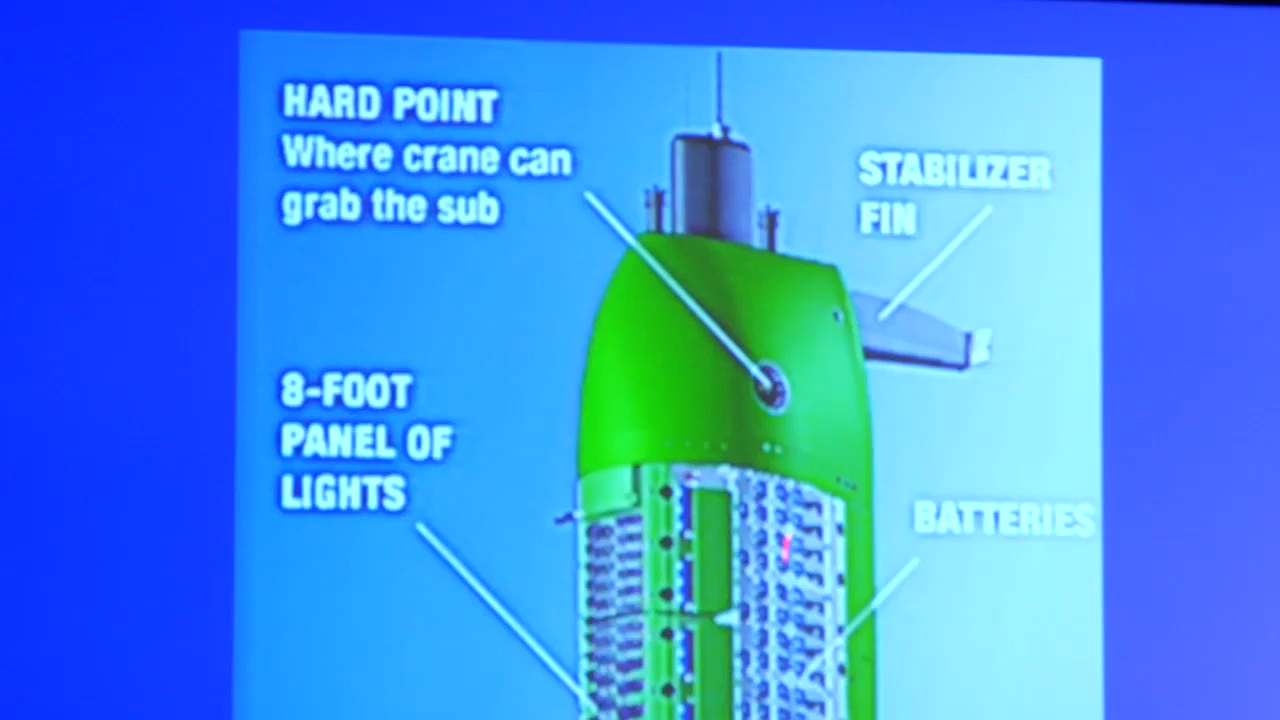 HARD POINT
Where crane can
grab the sub
STABILIZER
FIN
8-FOOT
PANEL OF
LIGHTS
BATTERIES